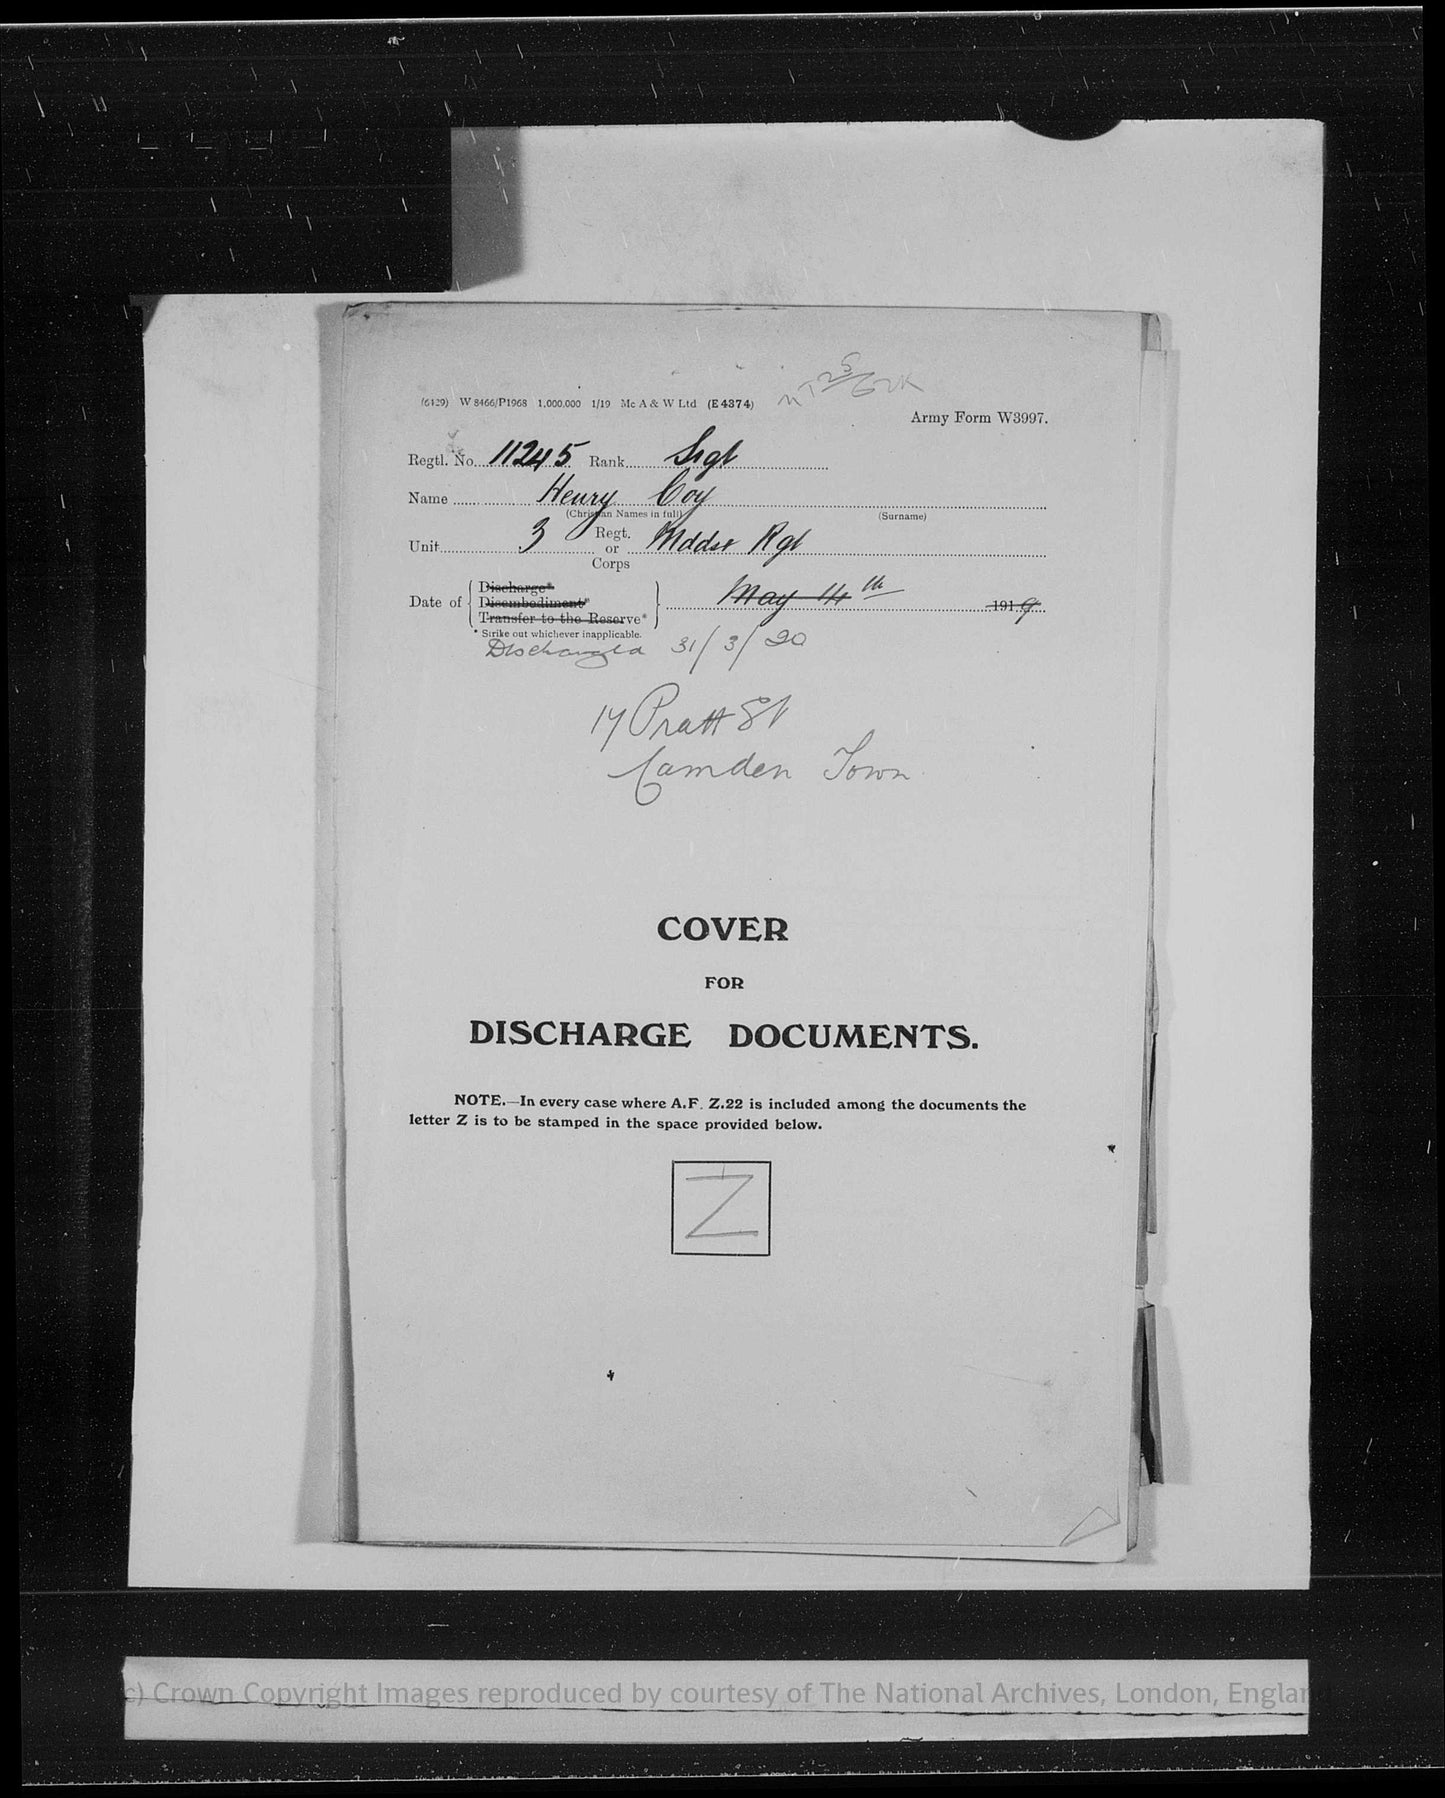 (6129) W 8466/P1968 1,000,000 1/19 Mc A & W Ltd (E 4374)
Army Form W3997.
Regtl. No. 11245 Rank Srgt
Name Henry Coy
(Christian Names in full) (Surname)
Unit 3 Regt. or Corps Mddsx Rgt
Date of { Discharge*
Disembodiment*
Transfer to the Reserve* } May 14th 1919
* Strike out whichever inapplicable.
Discharged 31/3/20
17 Pratt St
Camden Town
COVER
FOR
DISCHARGE DOCUMENTS.
NOTE.—In every case where A.F. Z.22 is included among the documents the
letter Z is to be stamped in the space provided below.
Z
c) Crown Copyright Images reproduced by courtesy of The National Archives, London, Englan